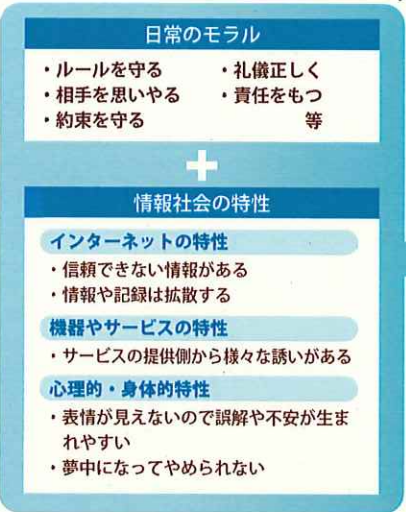 日常のモラル
・ルールを守る ・礼儀正しく
・相手を思いやる ・責任をもつ
・約束を守る 等
+
情報社会の特性
インターネットの特性
・信頼できない情報がある
・情報や記録は拡散する
機器やサービスの特性
・サービスの提供側から様々な誘いがある
心理的・身体的特性
・表情が見えないので誤解や不安が生ま
れやすい
・夢中になってやめられない